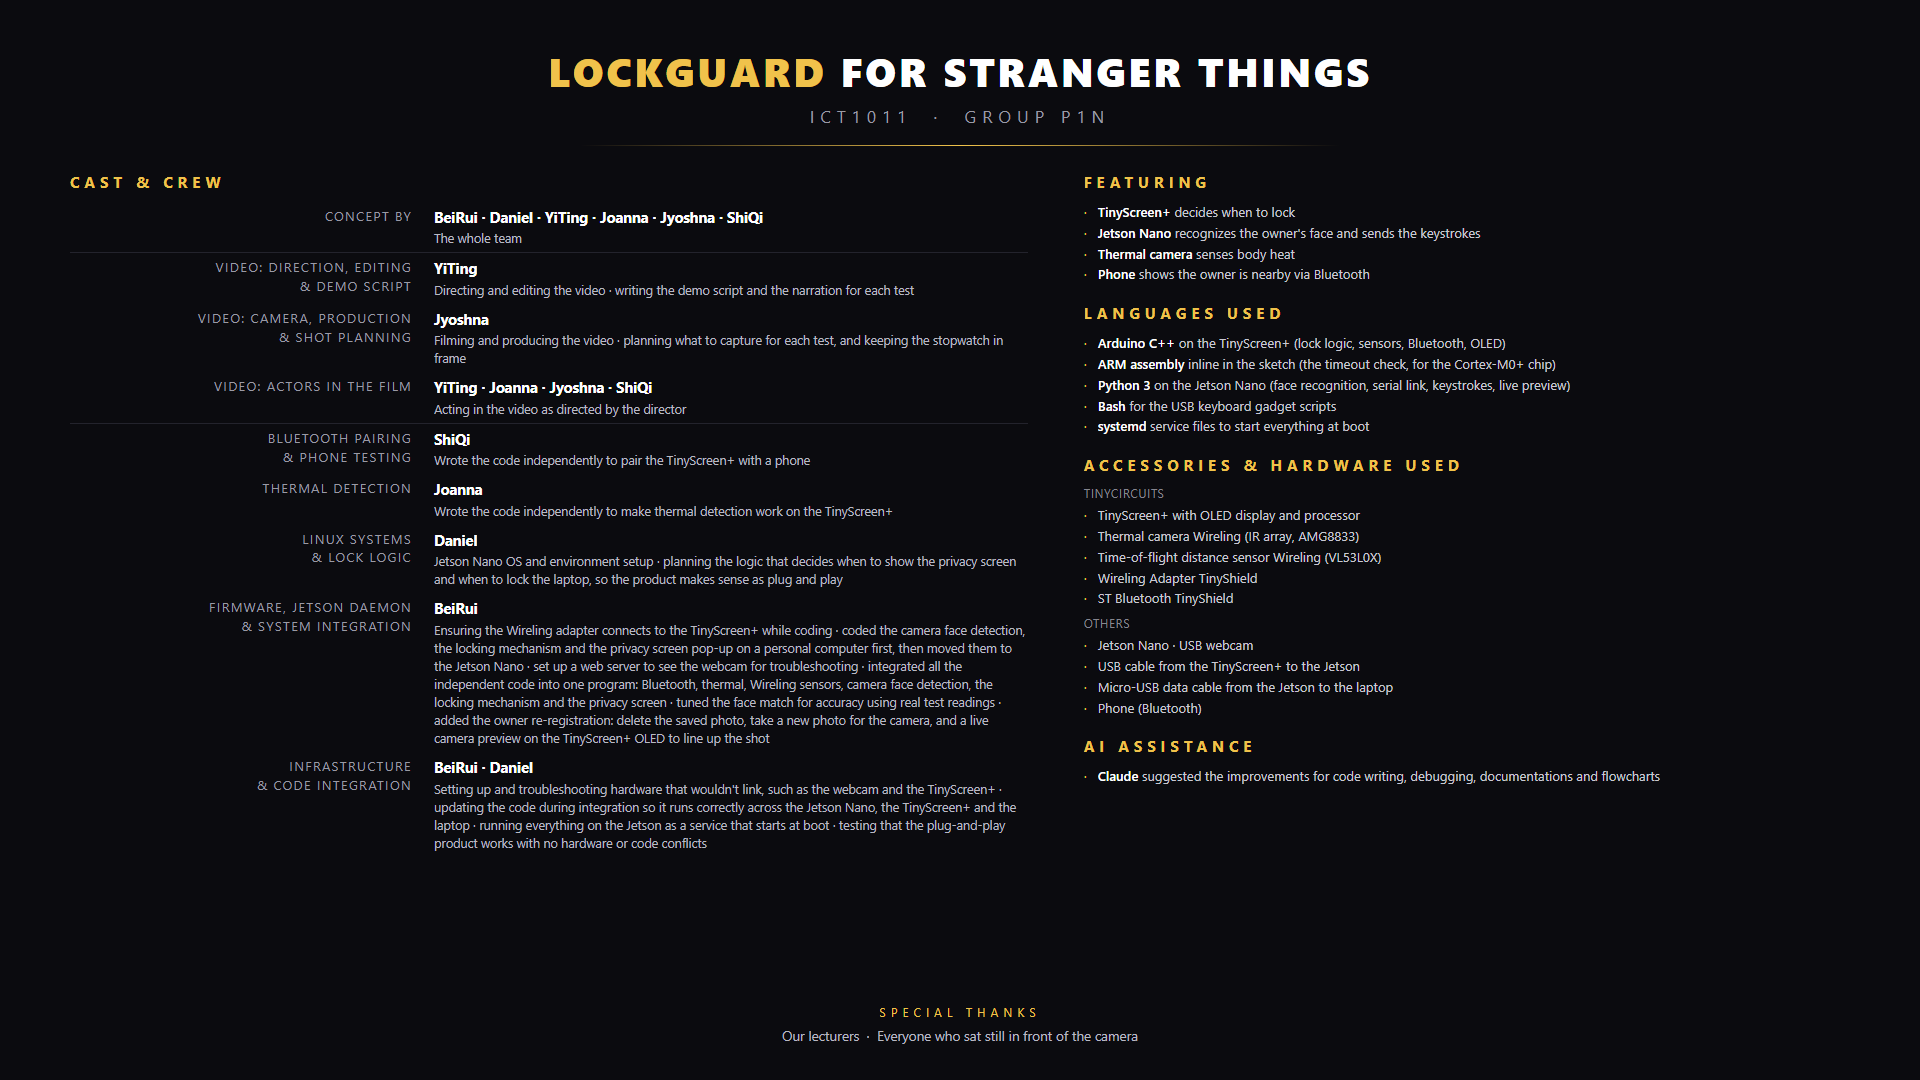 LOCKGUARD FOR STRANGER THINGS
ICT1011 · GROUP P1N
CAST & CREW
CONCEPT BY
BeiRui · Daniel · YiTing · Joanna · Jyoshna · ShiQi
The whole team
VIDEO: DIRECTION, EDITING
& DEMO SCRIPT
YiTing
Directing and editing the video · writing the demo script and the narration for each test
VIDEO: CAMERA, PRODUCTION
& SHOT PLANNING
Jyoshna
Filming and producing the video · planning what to capture for each test, and keeping the stopwatch in
frame
VIDEO: ACTORS IN THE FILM
YiTing · Joanna · Jyoshna · ShiQi
Acting in the video as directed by the director
BLUETOOTH PAIRING
& PHONE TESTING
ShiQi
Wrote the code independently to pair the TinyScreen+ with a phone
THERMAL DETECTION
Joanna
Wrote the code independently to make thermal detection work on the TinyScreen+
LINUX SYSTEMS
& LOCK LOGIC
Daniel
Jetson Nano OS and environment setup · planning the logic that decides when to show the privacy screen
and when to lock the laptop, so the product makes sense as plug and play
FIRMWARE, JETSON DAEMON
& SYSTEM INTEGRATION
BeiRui
Ensuring the Wireling adapter connects to the TinyScreen+ while coding · coded the camera face detection,
the locking mechanism and the privacy screen pop-up on a personal computer first, then moved them to
the Jetson Nano · set up a web server to see the webcam for troubleshooting · integrated all the
independent code into one program: Bluetooth, thermal, Wireling sensors, camera face detection, the
locking mechanism and the privacy screen · tuned the face match for accuracy using real test readings ·
added the owner re-registration: delete the saved photo, take a new photo for the camera, and a live
camera preview on the TinyScreen+ OLED to line up the shot
INFRASTRUCTURE
& CODE INTEGRATION
BeiRui · Daniel
Setting up and troubleshooting hardware that wouldn't link, such as the webcam and the TinyScreen+ ·
updating the code during integration so it runs correctly across the Jetson Nano, the TinyScreen+ and the
laptop · running everything on the Jetson as a service that starts at boot · testing that the plug-and-play
product works with no hardware or code conflicts
FEATURING
· TinyScreen+ decides when to lock
· Jetson Nano recognizes the owner's face and sends the keystrokes
· Thermal camera senses body heat
· Phone shows the owner is nearby via Bluetooth
LANGUAGES USED
· Arduino C++ on the TinyScreen+ (lock logic, sensors, Bluetooth, OLED)
· ARM assembly inline in the sketch (the timeout check, for the Cortex-M0+ chip)
· Python 3 on the Jetson Nano (face recognition, serial link, keystrokes, live preview)
· Bash for the USB keyboard gadget scripts
· systemd service files to start everything at boot
ACCESSORIES & HARDWARE USED
TINYCIRCUITS
· TinyScreen+ with OLED display and processor
· Thermal camera Wireling (IR array, AMG8833)
· Time-of-flight distance sensor Wireling (VL53L0X)
· Wireling Adapter TinyShield
· ST Bluetooth TinyShield
OTHERS
· Jetson Nano · USB webcam
· USB cable from the TinyScreen+ to the Jetson
· Micro-USB data cable from the Jetson to the laptop
· Phone (Bluetooth)
AI ASSISTANCE
· Claude suggested the improvements for code writing, debugging, documentations and flowcharts
SPECIAL THANKS
Our lecturers · Everyone who sat still in front of the camera